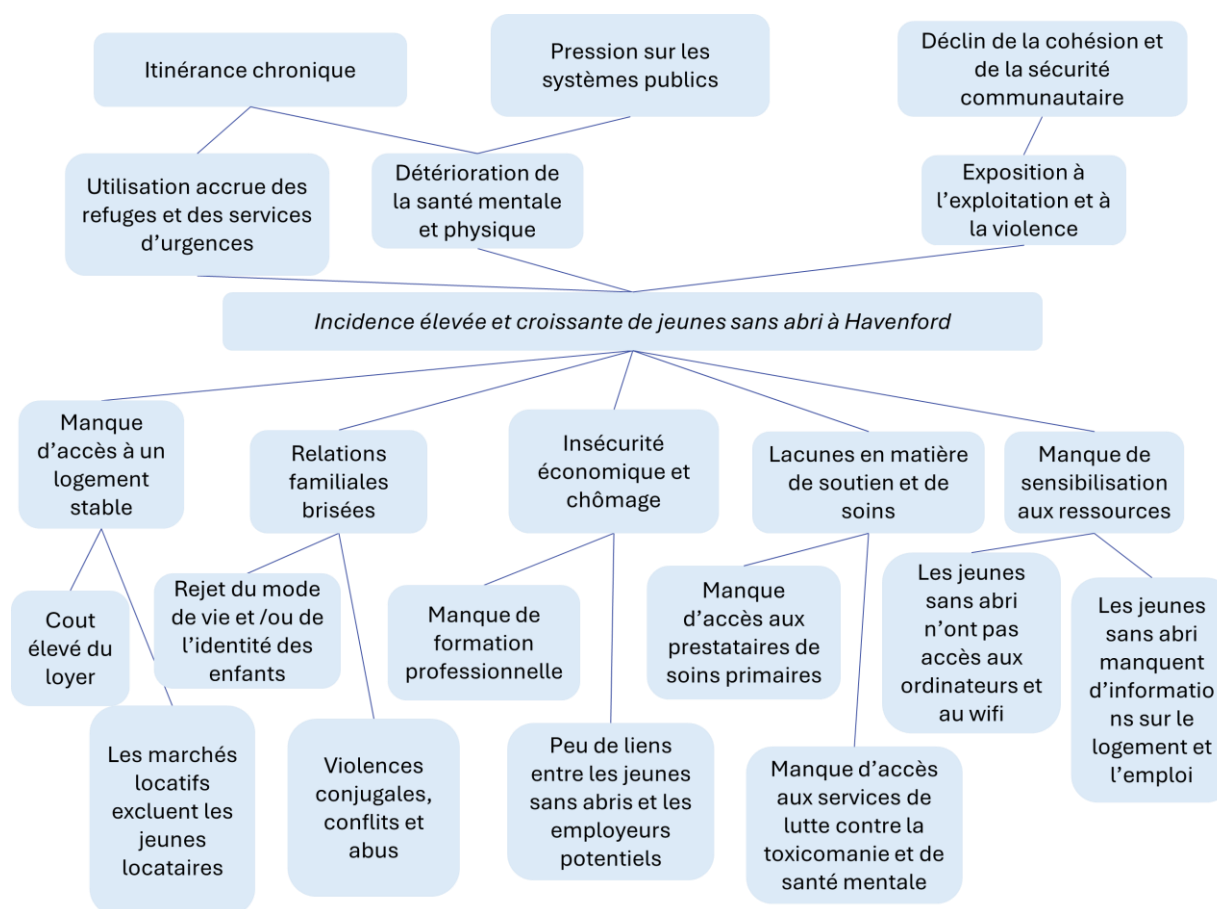 Itinérance chronique
Pression sur les
systèmes publics
Déclin de la cohésion et
de la sécurité
communautaire
Utilisation accrue des
refuges et des services
d’urgences
Détérioration de
la santé mentale
et physique
Exposition à
l’exploitation et à
la violence
Incidence élevée et croissante de jeunes sans abri à Havenford
Manque
d’accès à un
logement
stable
Relations
familiales
brisées
Insécurité
économique et
chômage
Lacunes en matière
de soutien et de
soins
Manque de
sensibilisation
aux ressources
Cout
élevé du
loyer
Rejet du mode
de vie et /ou de
l’identité des
enfants
Manque de
formation
professionnelle
Manque
d’accès aux
prestataires de
soins primaires
Les jeunes
sans abri
n’ont pas
accès aux
ordinateurs et
au wifi
Les jeunes
sans abri
manquent
d’informatio
ns sur le
logement et
l’emploi
Les marchés
locatifs
excluent les
jeunes
locataires
Violences
conjugales,
conflits et
abus
Peu de liens
entre les jeunes
sans abris et les
employeurs
potentiels
Manque d’accès
aux services de
lutte contre la
toxicomanie et de
santé mentale